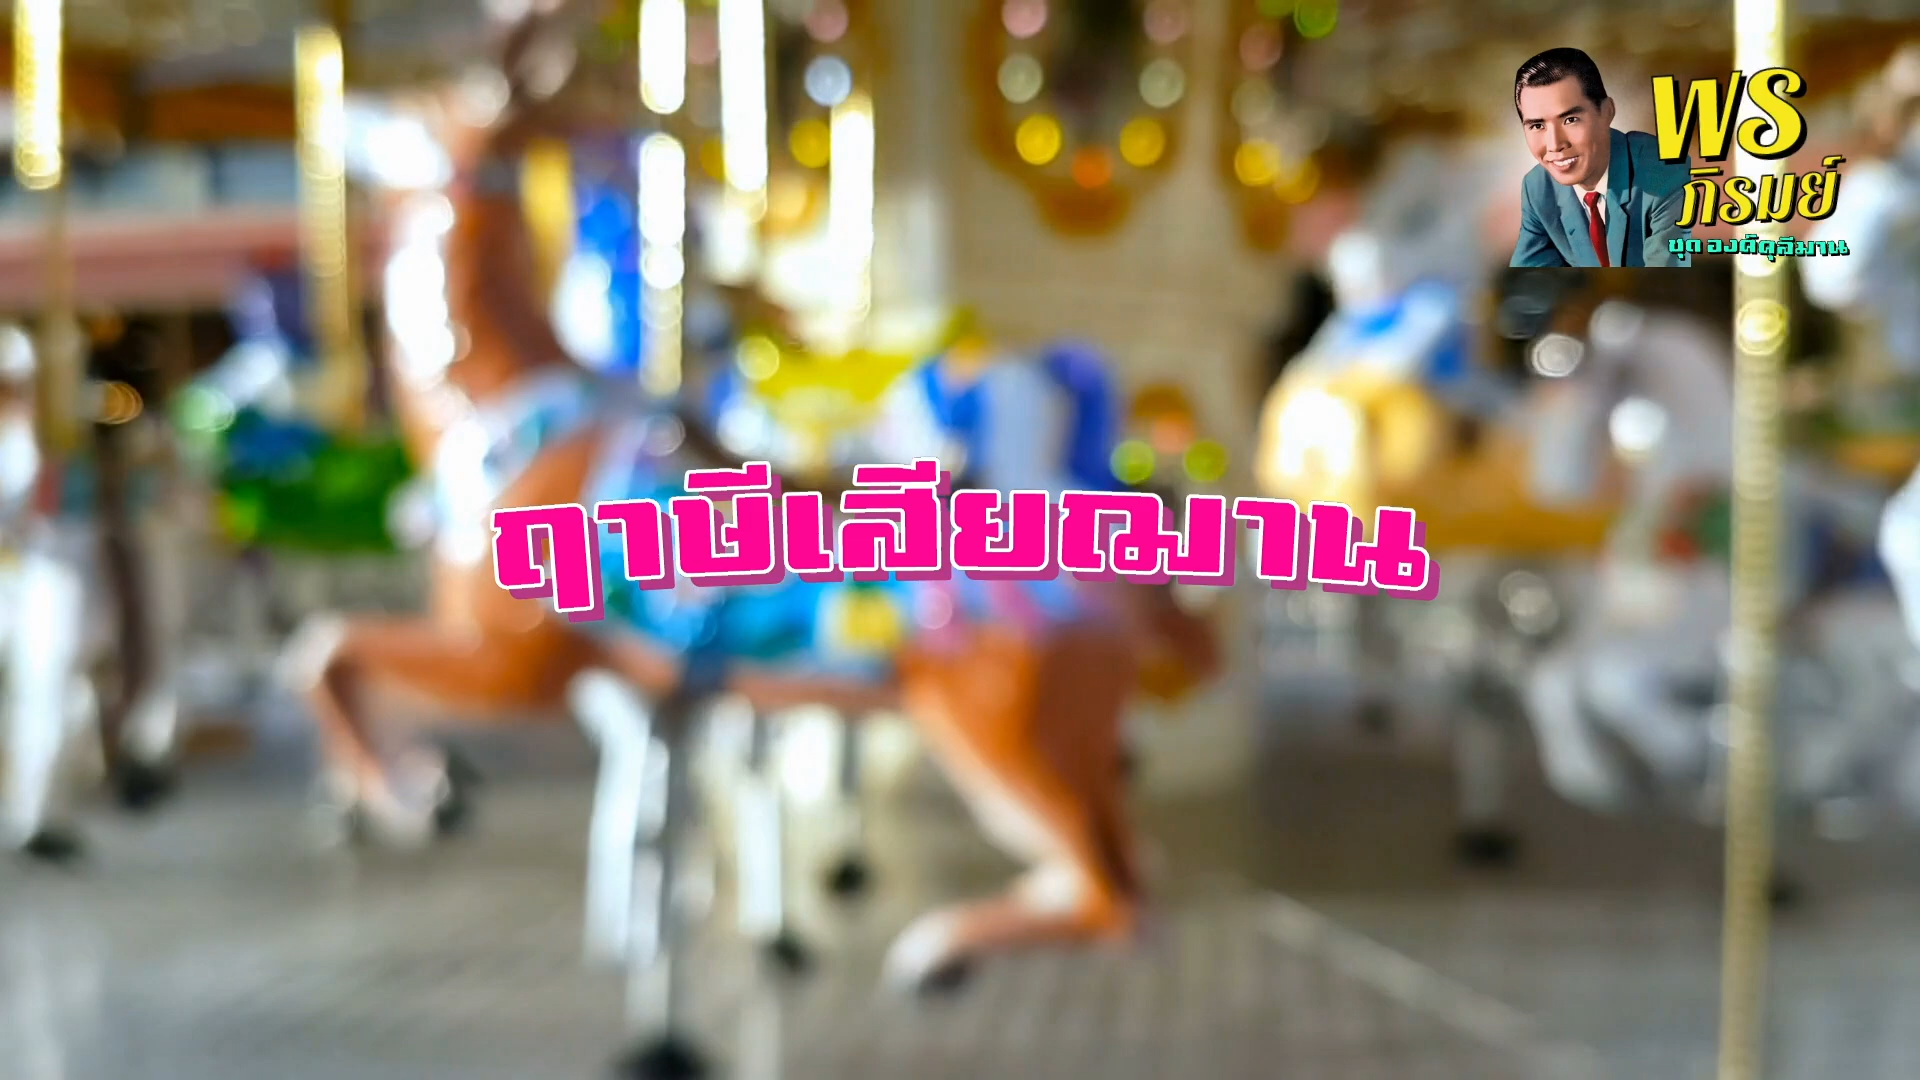 พร
ภิรมย์
ชุด องค์คุลีมาน
ฤาษีเสียฌาน